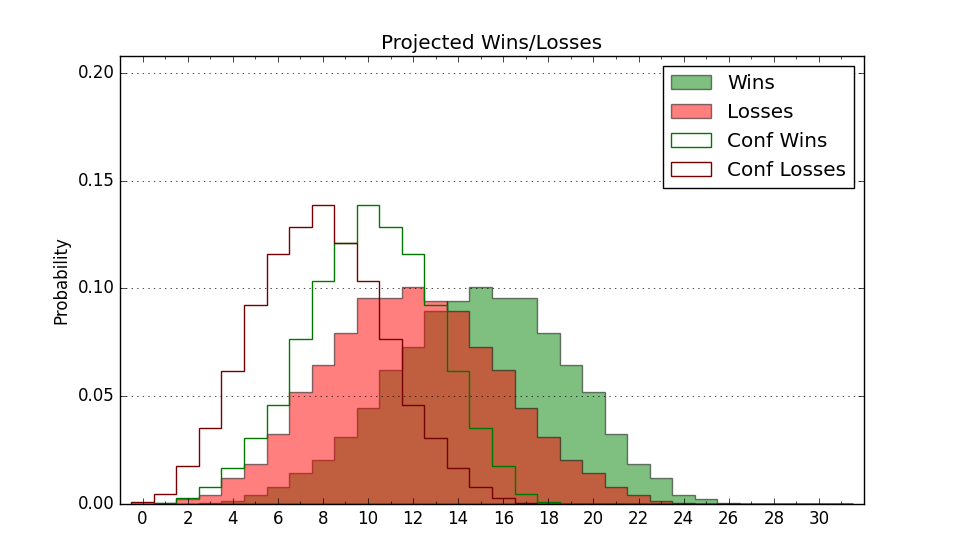 Projected Wins/Losses
0.20
0.15
0.10
0.05
0.00
Probability
Wins
Losses
Conf Wins
Conf Losses
0 2 4 6 8 10 12 14 16 18 20 22 24 26 28 30